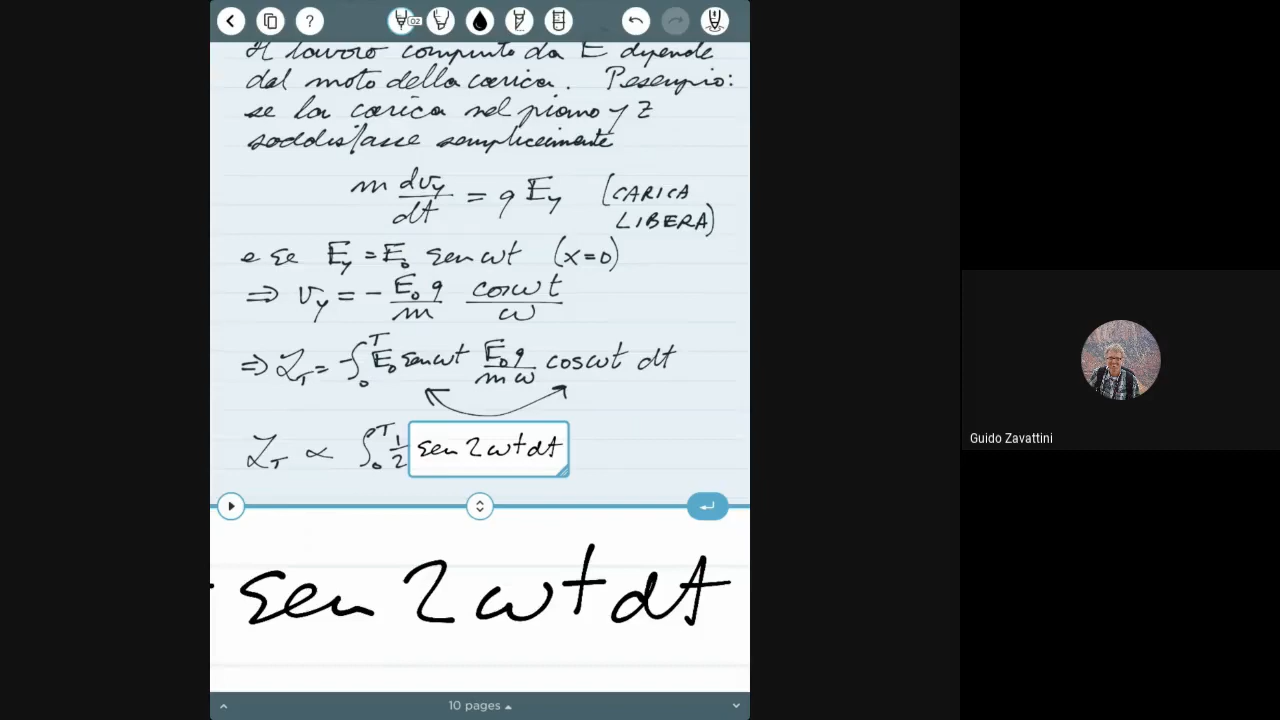 ?
02
Il lavoro compiuto da E dipende
dal moto della carica. Pesempio:
se la carica nel piano y z
soddisfasse semplicemente
m dv_y/dt = q E_y (CARICA
LIBERA)
e se E_y = E_0 sen ωt (x=0)
⇒ v_y = - E_0 q/m cosωt/ω
⇒ L_T = -∫_0^T E_0 senωt E_0 q/mω cosωt dt
L_T ∝ ∫_0^T 1/2 sen 2ωt dt
sen 2ωt dt
10 pages
Guido Zavattini